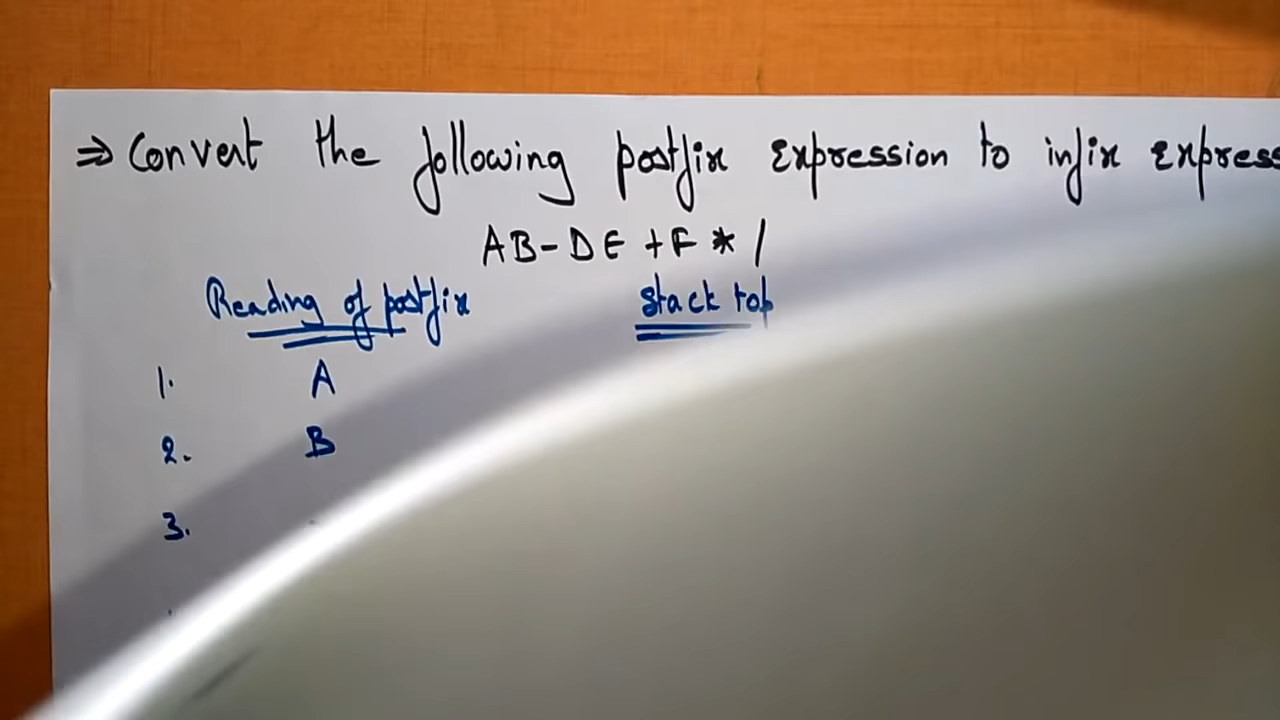 ⇒ Convert the following postfix expression to infix express
AB-DE+F*/
Reading of postfix Stack top
1. A
2. B
3.